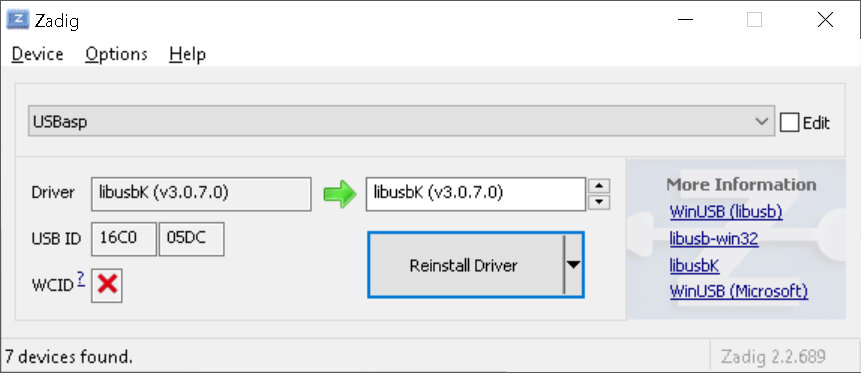 Zadig
Device Options Help
USBasp
Edit
Driver libusbK (v3.0.7.0) libusbK (v3.0.7.0)
USB ID 16C0 05DC
WCID ?
Reinstall Driver
More Information
WinUSB (libusb)
libusb-win32
libusbK
WinUSB (Microsoft)
7 devices found.
Zadig 2.2.689